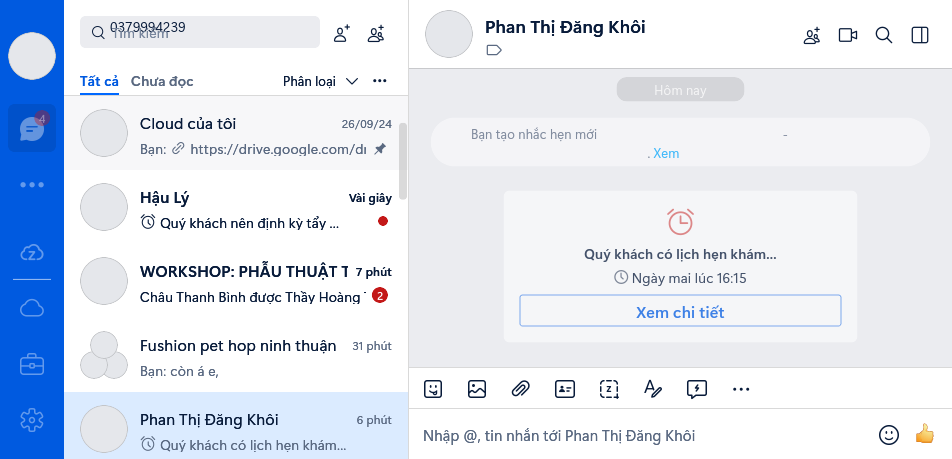 0379994239
Tìm kiếm
Tất cả
Chưa đọc
Phân loại
4
Cloud của tôi
26/09/24
Bạn: https://drive.google.com/dr
Hậu Lý
Vài giây
Quý khách nên định kỳ tẩy ...
WORKSHOP: PHẪU THUẬT T
7 phút
Châu Thanh Bình được Thầy Hoàng
2
Fushion pet hop ninh thuận
31 phút
Bạn: còn á e,
Phan Thị Đăng Khôi
6 phút
Quý khách có lịch hẹn khám...
Phan Thị Đăng Khôi
Hôm nay
Bạn tạo nhắc hẹn mới -
. Xem
Quý khách có lịch hẹn khám...
Ngày mai lúc 16:15
Xem chi tiết
Nhập @, tin nhắn tới Phan Thị Đăng Khôi